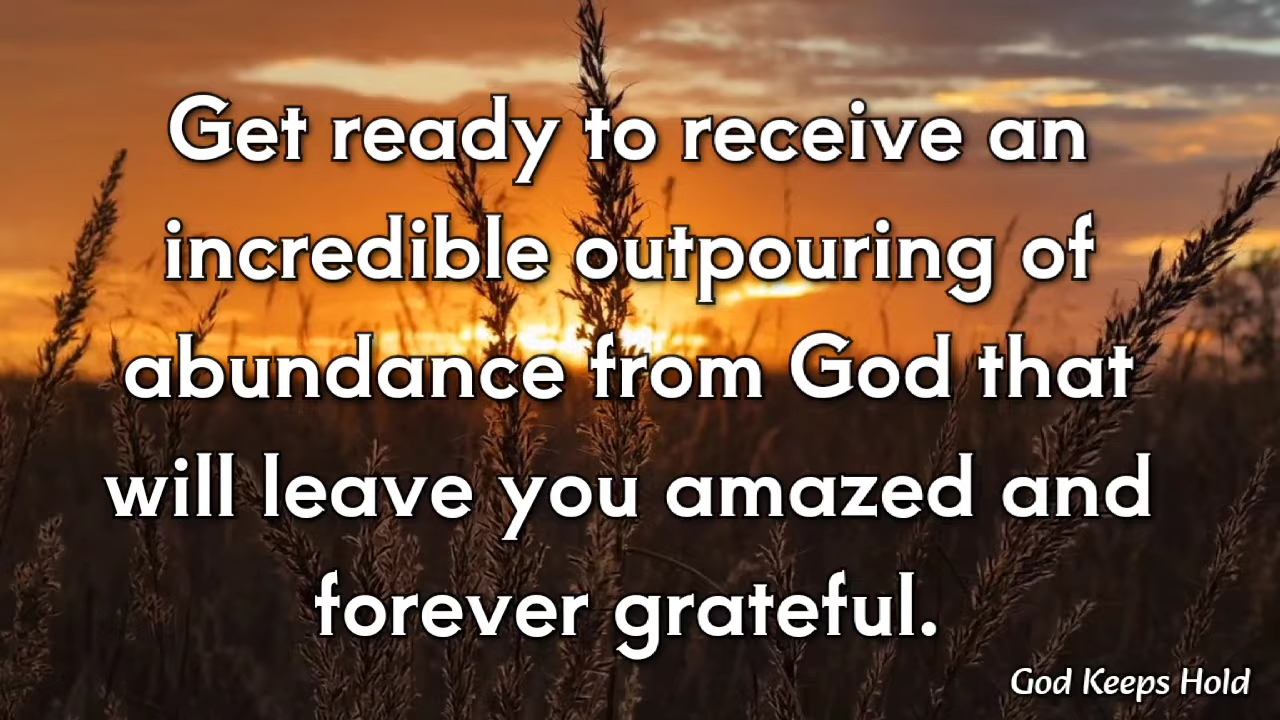 Get ready to receive an
incredible outpouring of
abundance from God that
will leave you amazed and
forever grateful.
God Keeps Hold